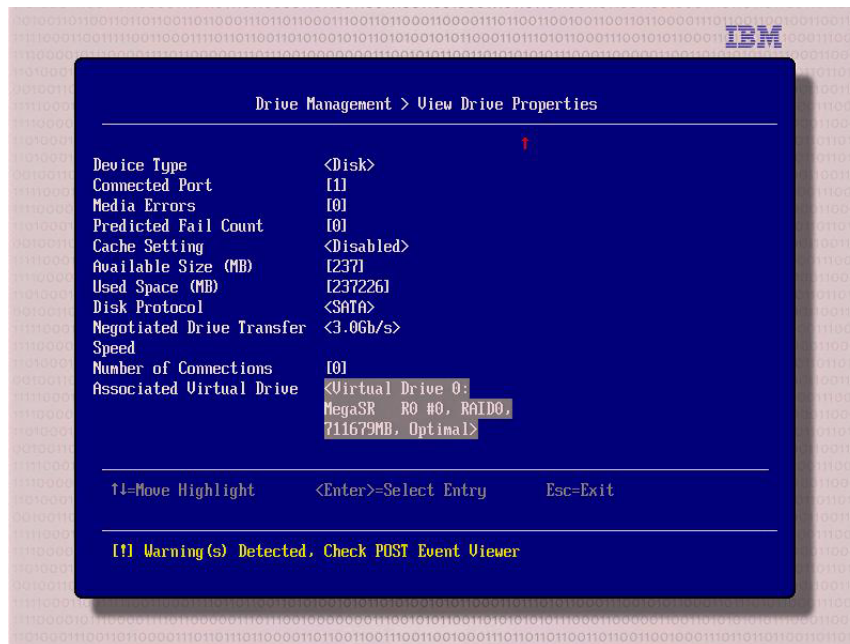 IBM
Drive Management > View Drive Properties
↑
Device Type <Disk>
Connected Port [1]
Media Errors [0]
Predicted Fail Count [0]
Cache Setting <Disabled>
Available Size (MB) [237]
Used Space (MB) [237226]
Disk Protocol <SATA>
Negotiated Drive Transfer <3.0Gb/s>
Speed
Number of Connections [0]
Associated Virtual Drive <Virtual Drive 0:
MegaSR R0 #0, RAID0,
711679MB, Optimal>
↑↓=Move Highlight <Enter>=Select Entry Esc=Exit
[!] Warning(s) Detected, Check POST Event Viewer